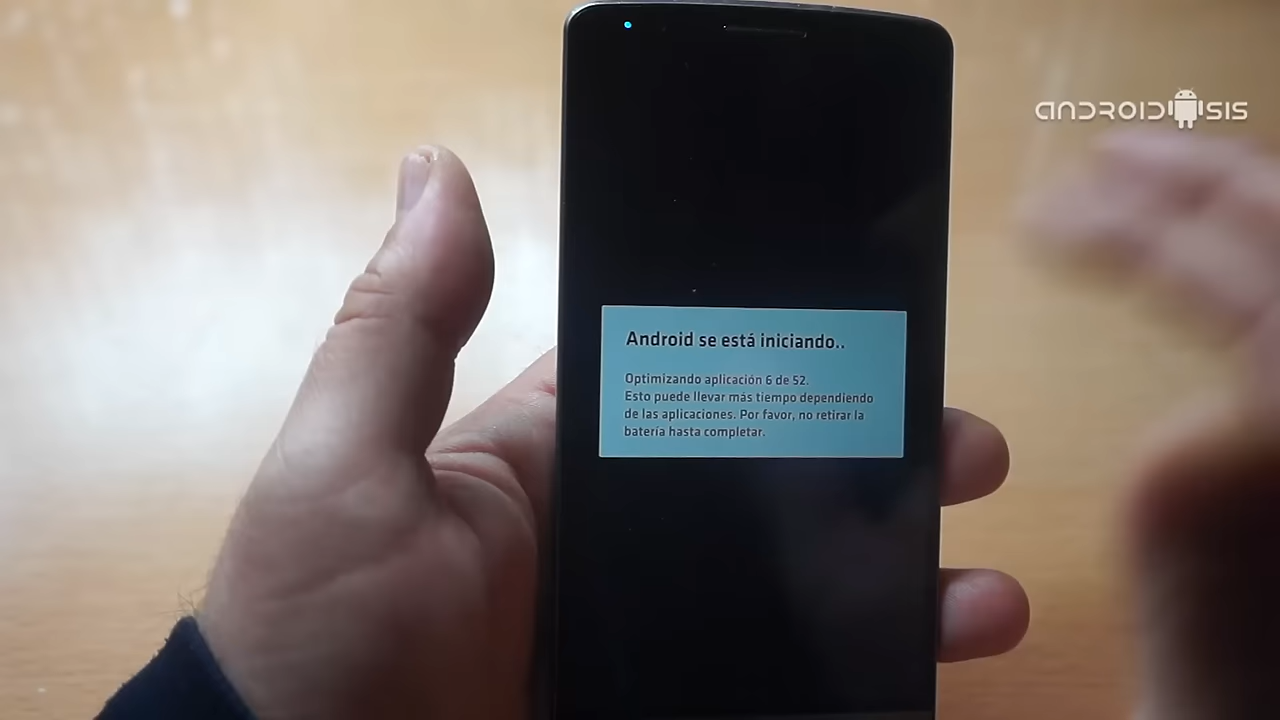 ANDROIDSIS
Android se está iniciando..
Optimizando aplicación 6 de 52.
Esto puede llevar más tiempo dependiendo
de las aplicaciones. Por favor, no retirar la
batería hasta completar.